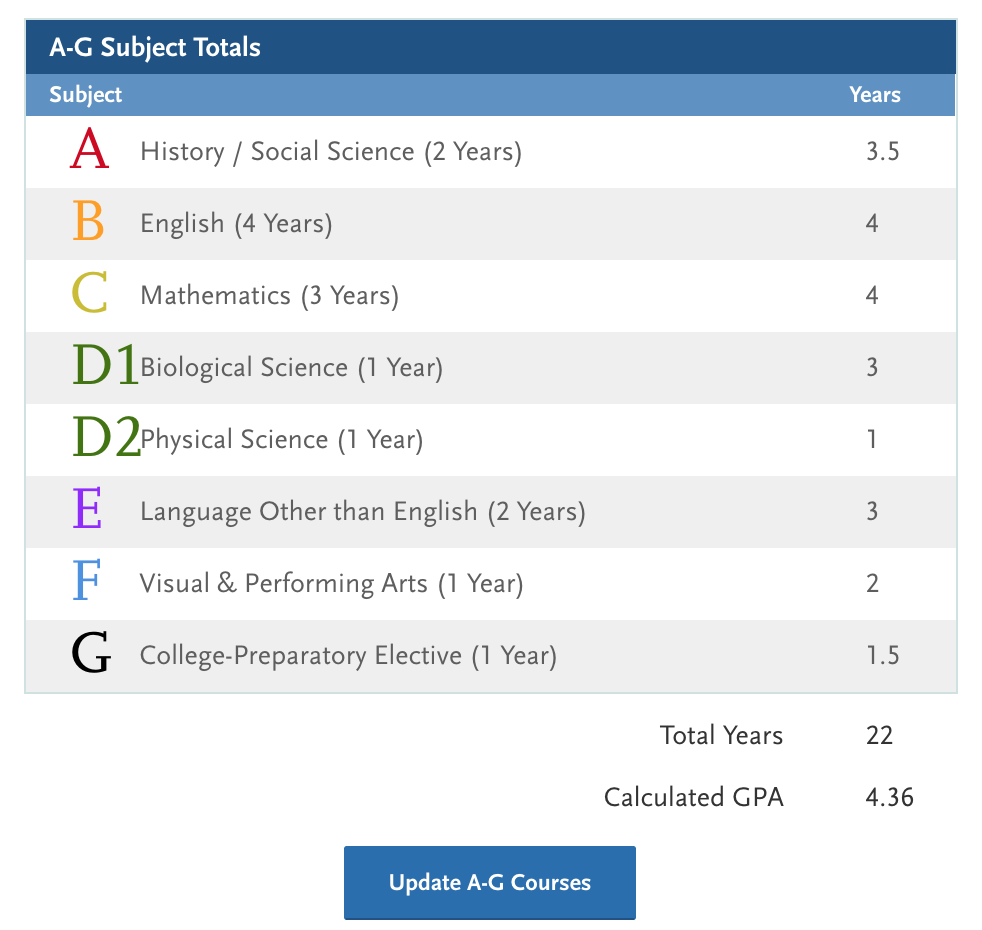 A-G Subject Totals
Subject Years
A History / Social Science (2 Years) 3.5
B English (4 Years) 4
C Mathematics (3 Years) 4
D1 Biological Science (1 Year) 3
D2 Physical Science (1 Year) 1
E Language Other than English (2 Years) 3
F Visual & Performing Arts (1 Year) 2
G College-Preparatory Elective (1 Year) 1.5
Total Years 22
Calculated GPA 4.36
Update A-G Courses